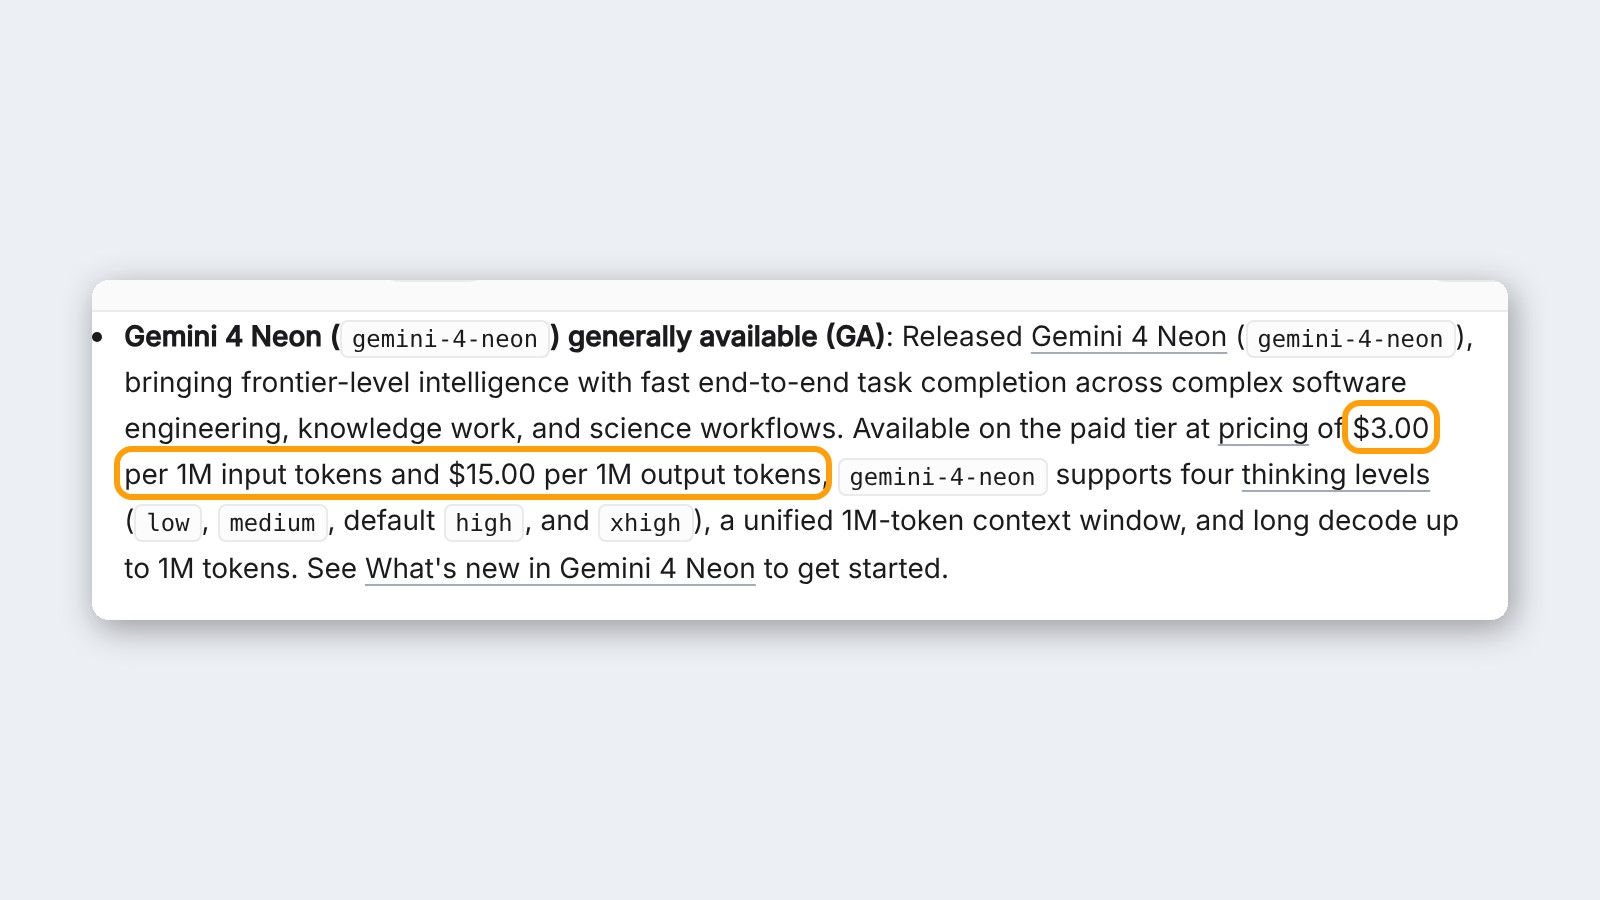 • Gemini 4 Neon (gemini-4-neon) generally available (GA): Released Gemini 4 Neon (gemini-4-neon),
bringing frontier-level intelligence with fast end-to-end task completion across complex software
engineering, knowledge work, and science workflows. Available on the paid tier at pricing of $3.00
per 1M input tokens and $15.00 per 1M output tokens, gemini-4-neon supports four thinking levels
(low, medium, default high, and xhigh), a unified 1M-token context window, and long decode up
to 1M tokens. See What's new in Gemini 4 Neon to get started.